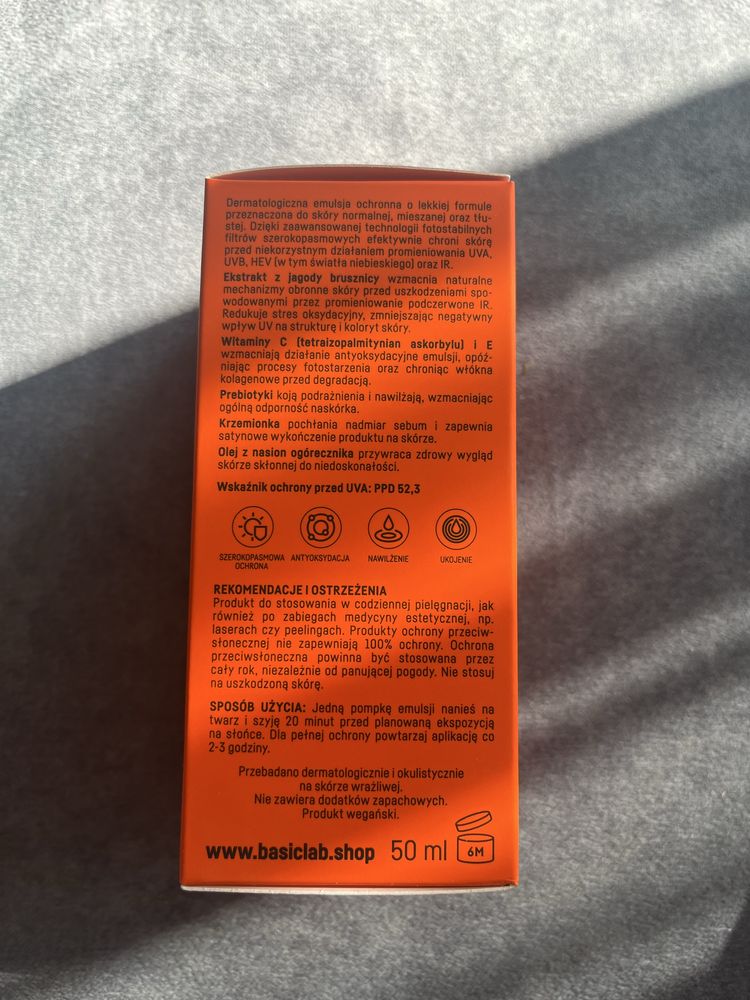 Dermatologiczna emulsja ochronna o lekkiej formule
przeznaczona do skóry normalnej, mieszanej oraz tłu-
stej. Dzięki zaawansowanej technologii fotostabilnych
filtrów szerokopasmowych efektywnie chroni skórę
przed niekorzystnym działaniem promieniowania UVA,
UVB, HEV (w tym światła niebieskiego) oraz IR.
Ekstrakt z jagody brusznicy wzmacnia naturalne
mechanizmy obronne skóry przed uszkodzeniami spo-
wodowanymi przez promieniowanie podczerwone IR.
Redukuje stres oksydacyjny, zmniejszając negatywny
wpływ UV na strukturę i koloryt skóry.
Witaminy C (tetraizopalmitynian askorbylu) i E
wzmacniają działanie antyoksydacyjne emulsji, opóź-
niając procesy fotostarzenia oraz chroniąc włókna
kolagenowe przed degradacją.
Prebiotyki koją podrażnienia i nawilżają, wzmacniając
ogólną odporność naskórka.
Krzemionka pochłania nadmiar sebum i zapewnia
satynowe wykończenie produktu na skórze.
Olej z nasion ogórecznika przywraca zdrowy wygląd
skórze skłonnej do niedoskonałości.
Wskaźnik ochrony przed UVA: PPD 52,3
SZEROKOPASMOWA OCHRONA
ANTYOKSYDACJA
NAWILŻENIE
UKOJENIE
REKOMENDACJE I OSTRZEŻENIA
Produkt do stosowania w codziennej pielęgnacji, jak
również po zabiegach medycyny estetycznej, np.
laserach czy peelingach. Produkty ochrony przeciw-
słonecznej nie zapewniają 100% ochrony. Ochrona
przeciwsłoneczna powinna być stosowana przez
cały rok, niezależnie od panującej pogody. Nie stosuj
na uszkodzoną skórę.
SPOSÓB UŻYCIA: Jedną pompkę emulsji nanieś na
twarz i szyję 20 minut przed planowaną ekspozycją
na słońce. Dla pełnej ochrony powtarzaj aplikację co
2-3 godziny.
Przebadano dermatologicznie i okulistycznie
na skórze wrażliwej.
Nie zawiera dodatków zapachowych.
Produkt wegański.
www.basiclab.shop 50 ml 6M